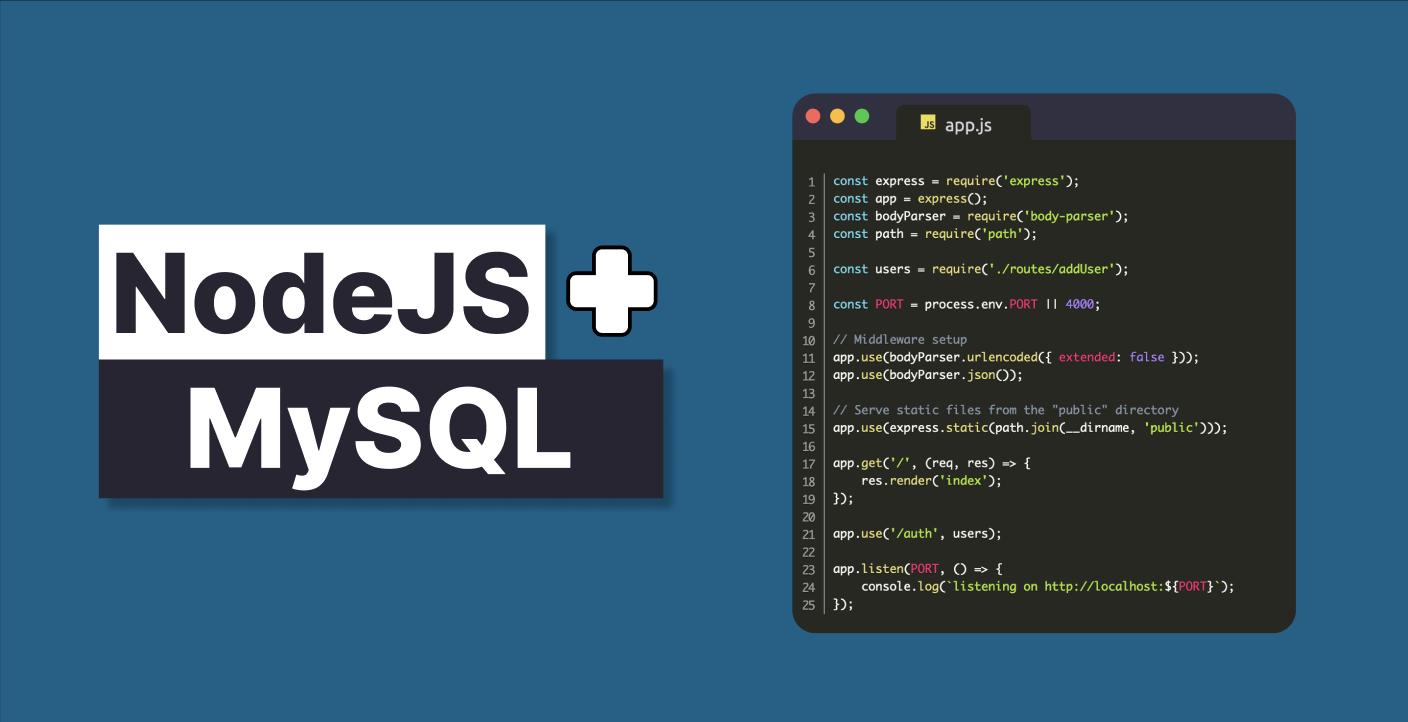 NodeJS
MySQL
JS app.js
1 const express = require('express');
2 const app = express();
3 const bodyParser = require('body-parser');
4 const path = require('path');
5
6 const users = require('./routes/addUser');
7
8 const PORT = process.env.PORT || 4000;
9
10 // Middleware setup
11 app.use(bodyParser.urlencoded({ extended: false }));
12 app.use(bodyParser.json());
13
14 // Serve static files from the "public" directory
15 app.use(express.static(path.join(__dirname, 'public')));
16
17 app.get('/', (req, res) => {
18     res.render('index');
19 });
20
21 app.use('/auth', users);
22
23 app.listen(PORT, () => {
24     console.log(`listening on http://localhost:${PORT}`);
25 });